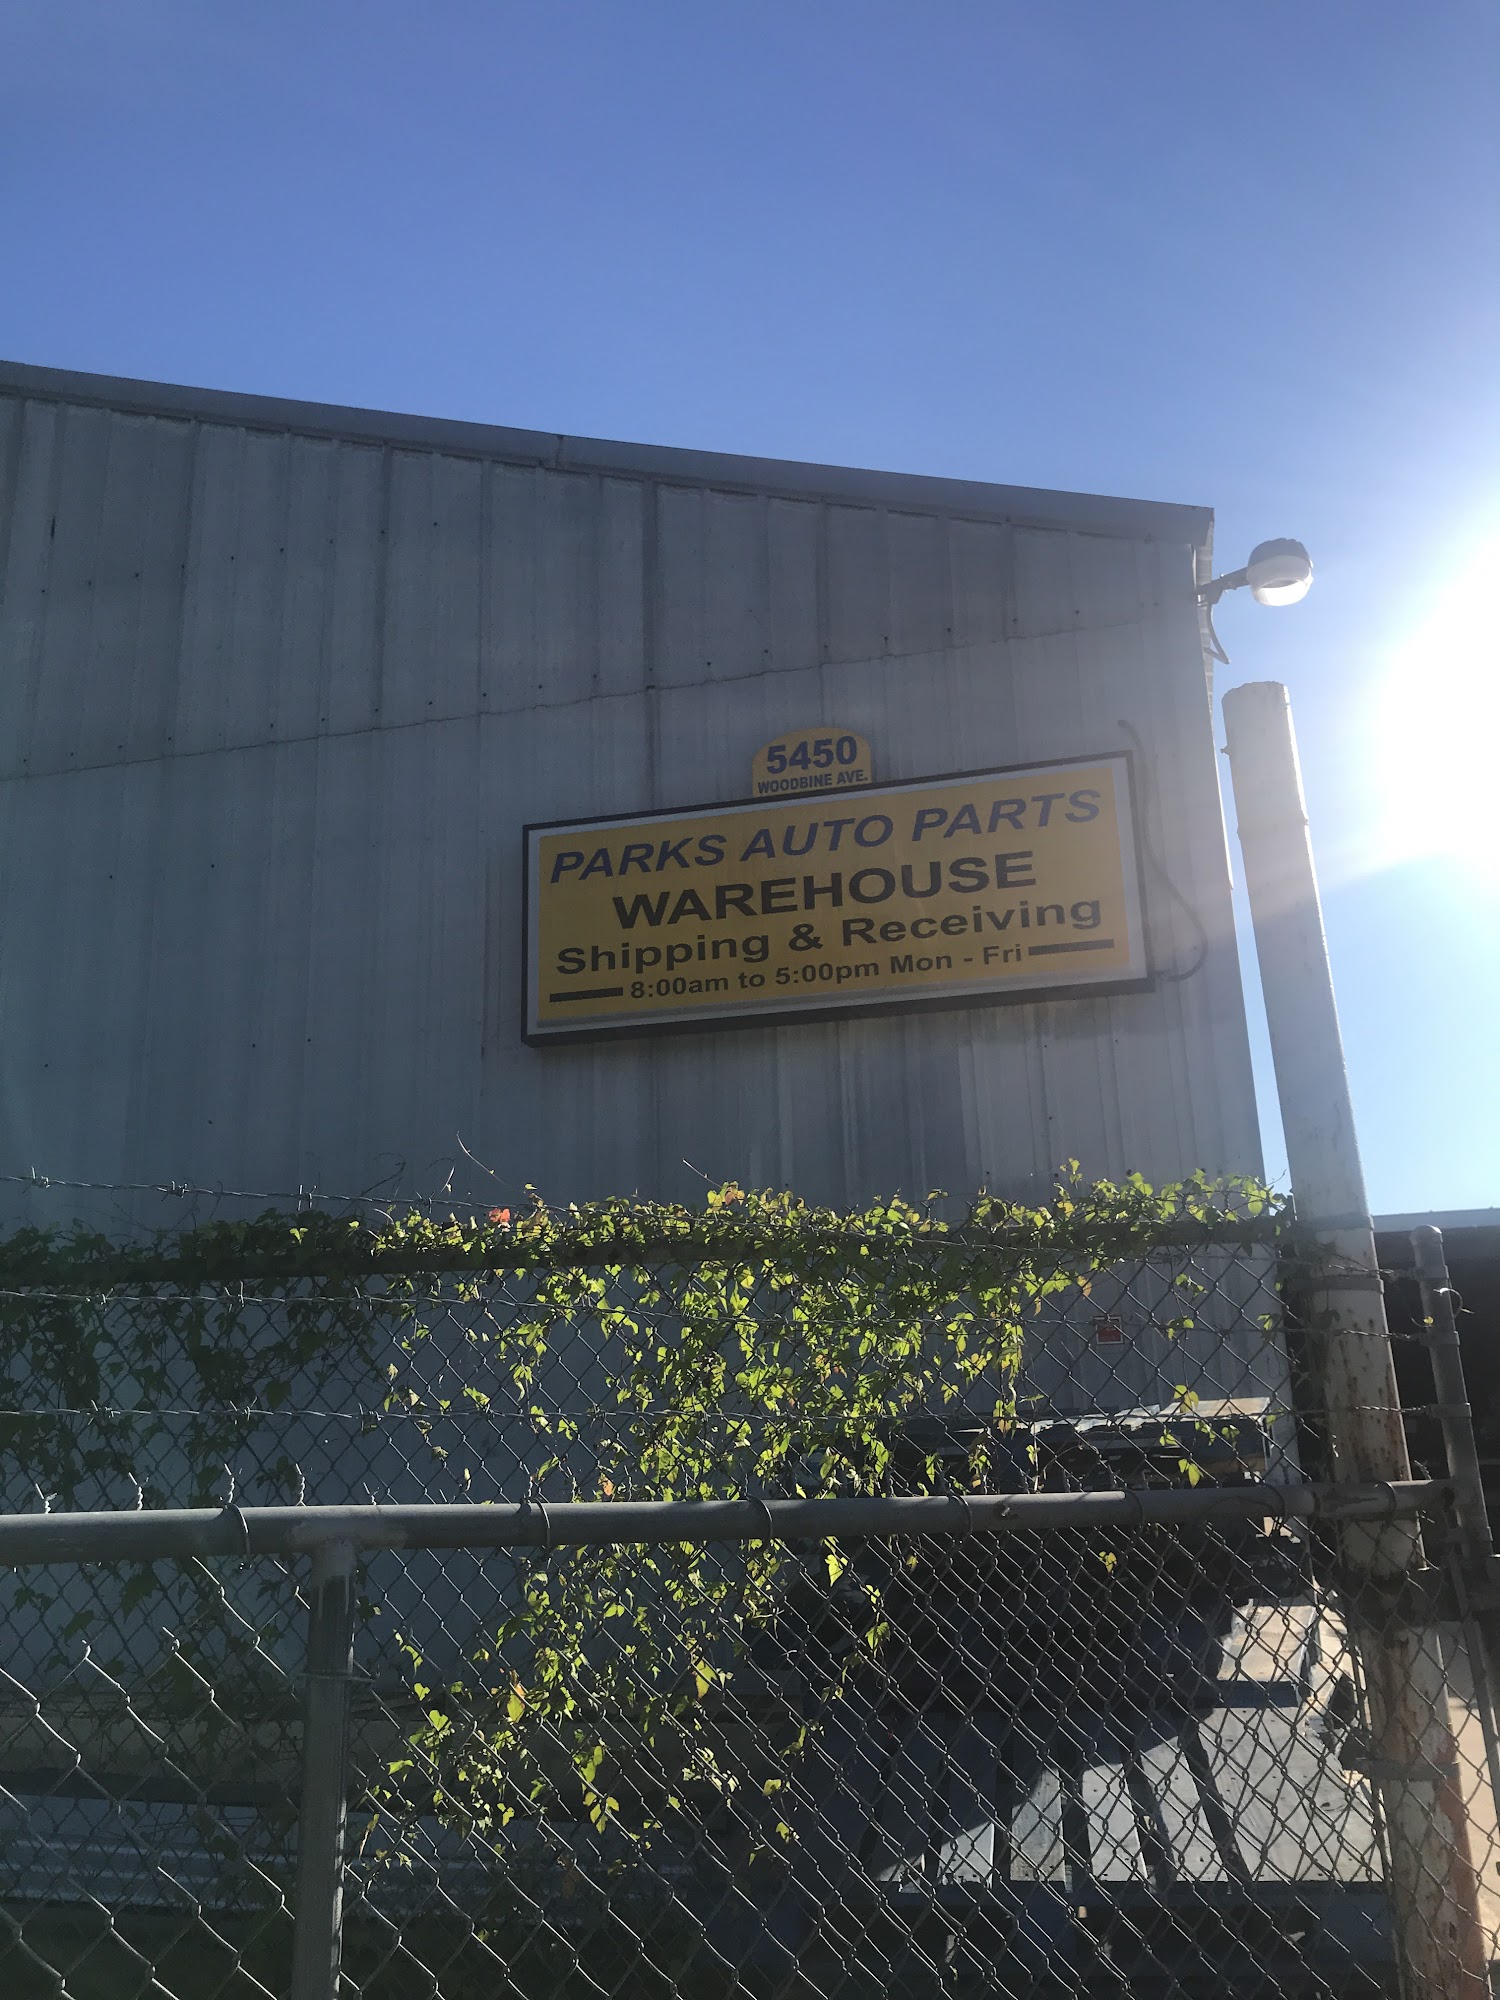 5450
WOODBINE AVE.
PARKS AUTO PARTS
WAREHOUSE
Shipping & Receiving
8:00am to 5:00pm Mon - Fri